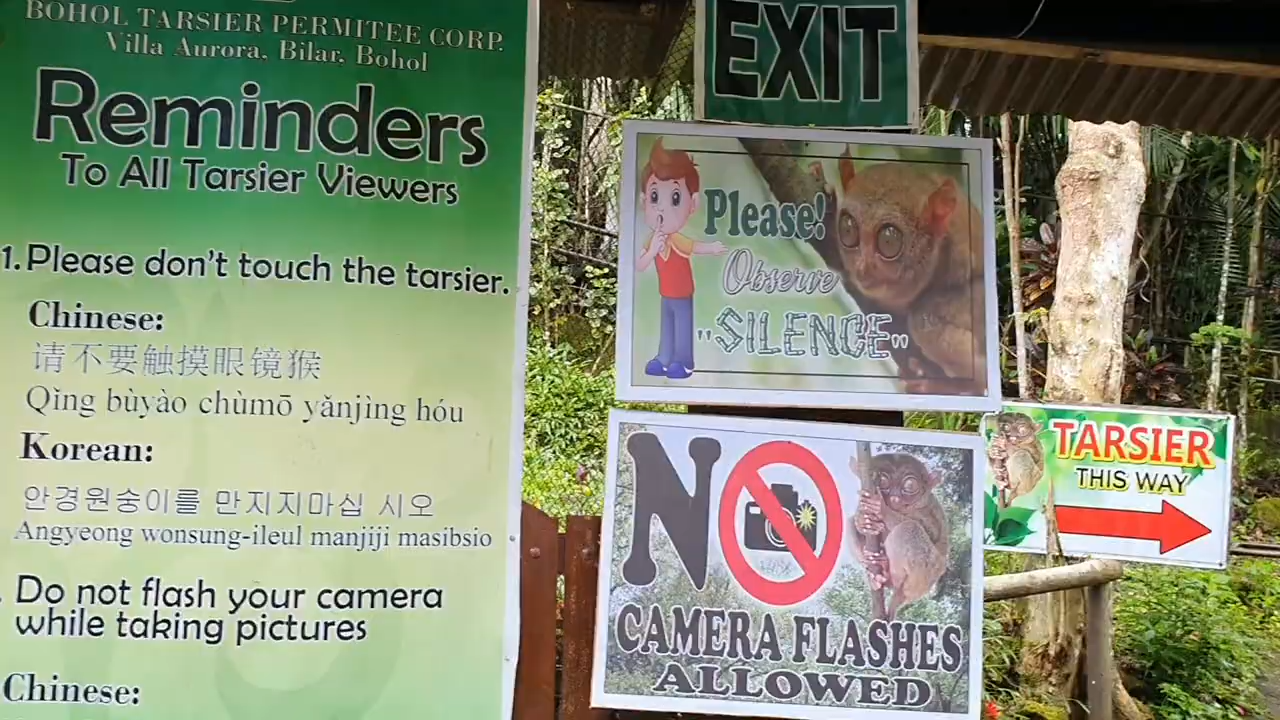 BOHOL TARSIER PERMITEE CORP.
Villa Aurora, Bilar, Bohol
Reminders
To All Tarsier Viewers
1. Please don't touch the tarsier.
Chinese:
请不要触摸眼镜猴
Qǐng bùyào chùmō yǎnjìng hóu
Korean:
안경원숭이를 만지지마십 시오
Angyeong wonsung-ileul manjiji masibsio
Do not flash your camera
while taking pictures
Chinese:
EXIT
Please!
Observe
"SILENCE"
NO
CAMERA FLASHES
ALLOWED
TARSIER
THIS WAY